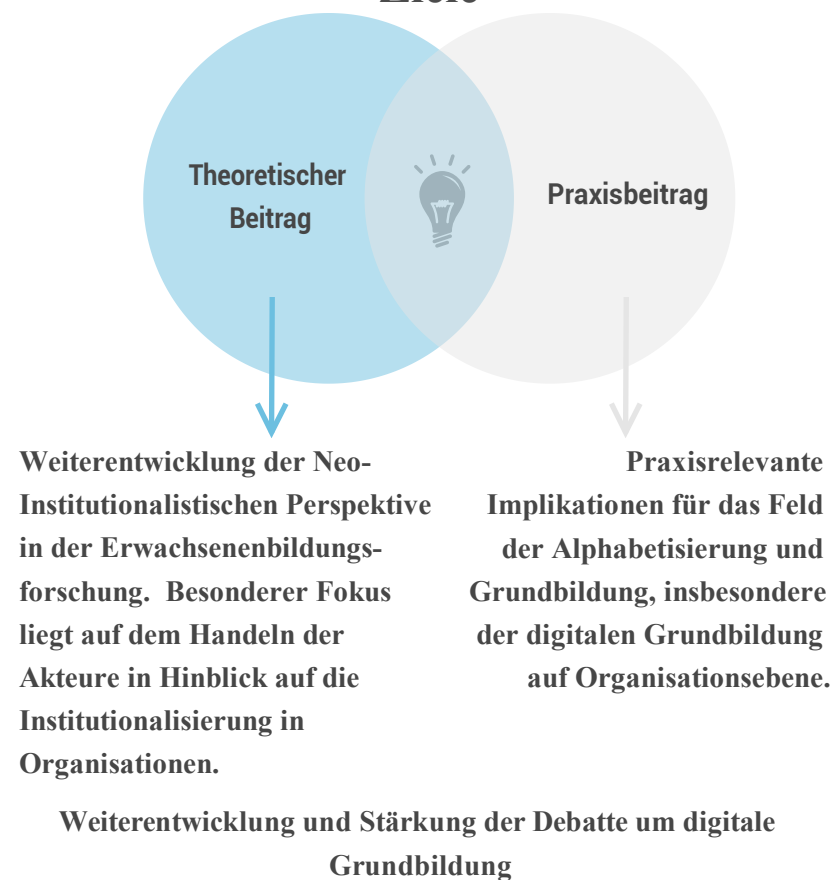 Ziele
Theoretischer
Beitrag
Praxisbeitrag
Weiterentwicklung der Neo-
Institutionalistischen Perspektive
in der Erwachsenenbildungs-
forschung. Besonderer Fokus
liegt auf dem Handeln der
Akteure in Hinblick auf die
Institutionalisierung in
Organisationen.
Praxisrelevante
Implikationen für das Feld
der Alphabetisierung und
Grundbildung, insbesondere
der digitalen Grundbildung
auf Organisationsebene.
Weiterentwicklung und Stärkung der Debatte um digitale
Grundbildung